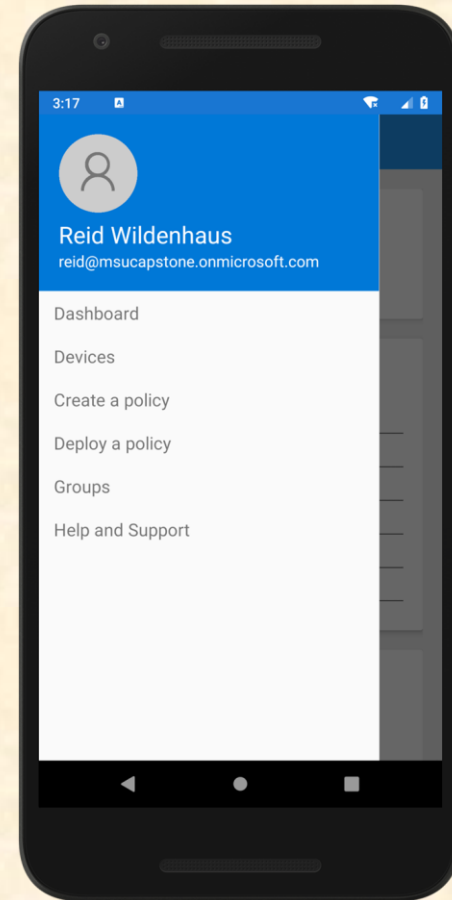 3:17
Reid Wildenhaus
reid@msucapstone.onmicrosoft.com
Dashboard
Devices
Create a policy
Deploy a policy
Groups
Help and Support